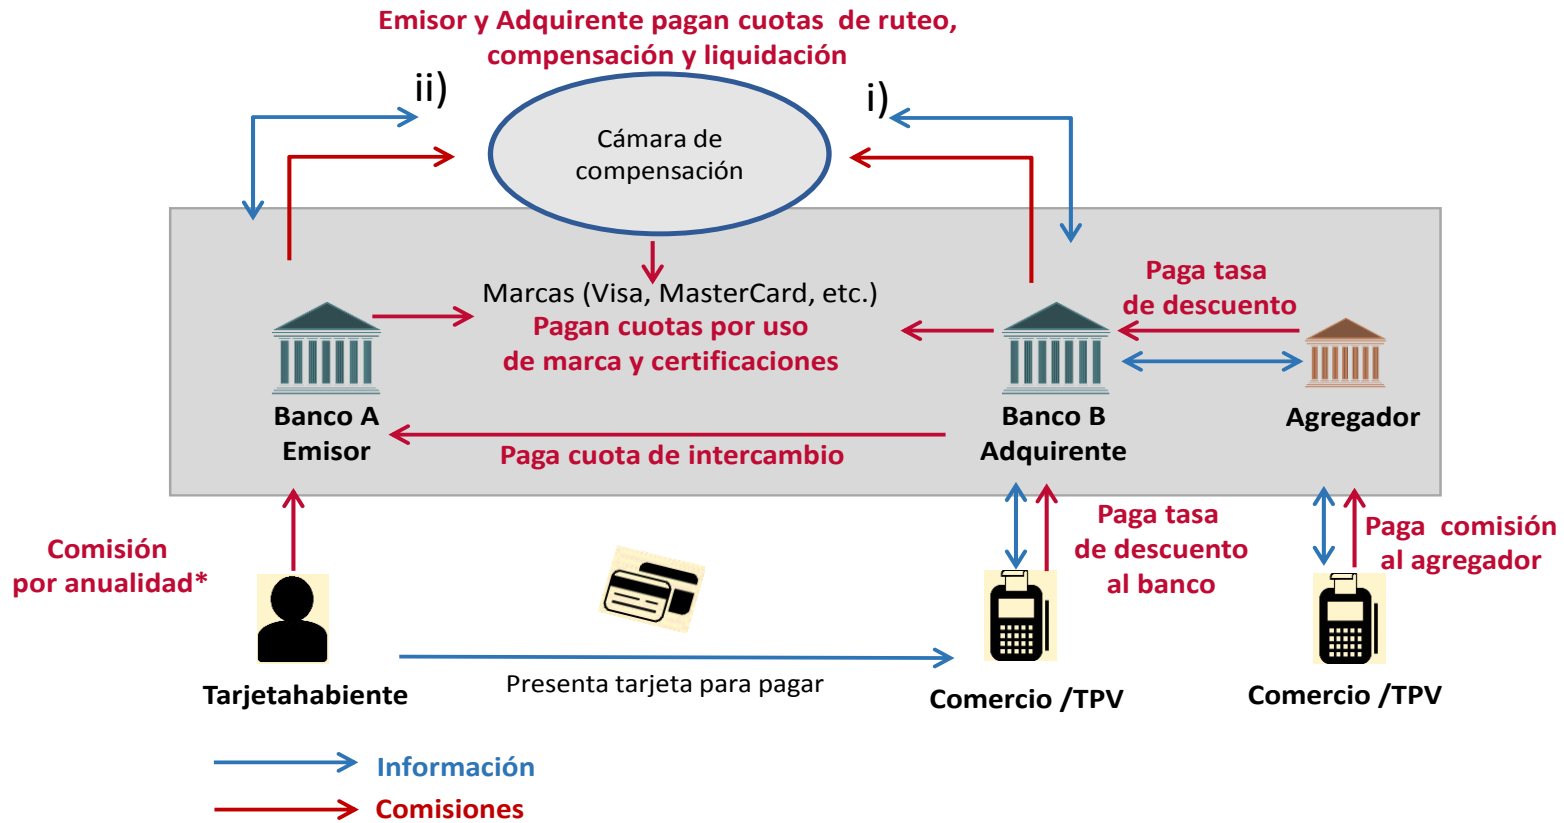 Emisor y Adquirente pagan cuotas de ruteo,
compensación y liquidación
ii)
i)
Cámara de
compensación
Marcas (Visa, MasterCard, etc.)
Pagan cuotas por uso
de marca y certificaciones
Paga tasa
de descuento
Banco A
Emisor
Banco B
Adquirente
Agregador
Paga cuota de intercambio
Comisión
por anualidad*
Paga tasa
de descuento
al banco
Paga comisión
al agregador
Tarjetahabiente
Presenta tarjeta para pagar
Comercio /TPV
Comercio /TPV
Información
Comisiones